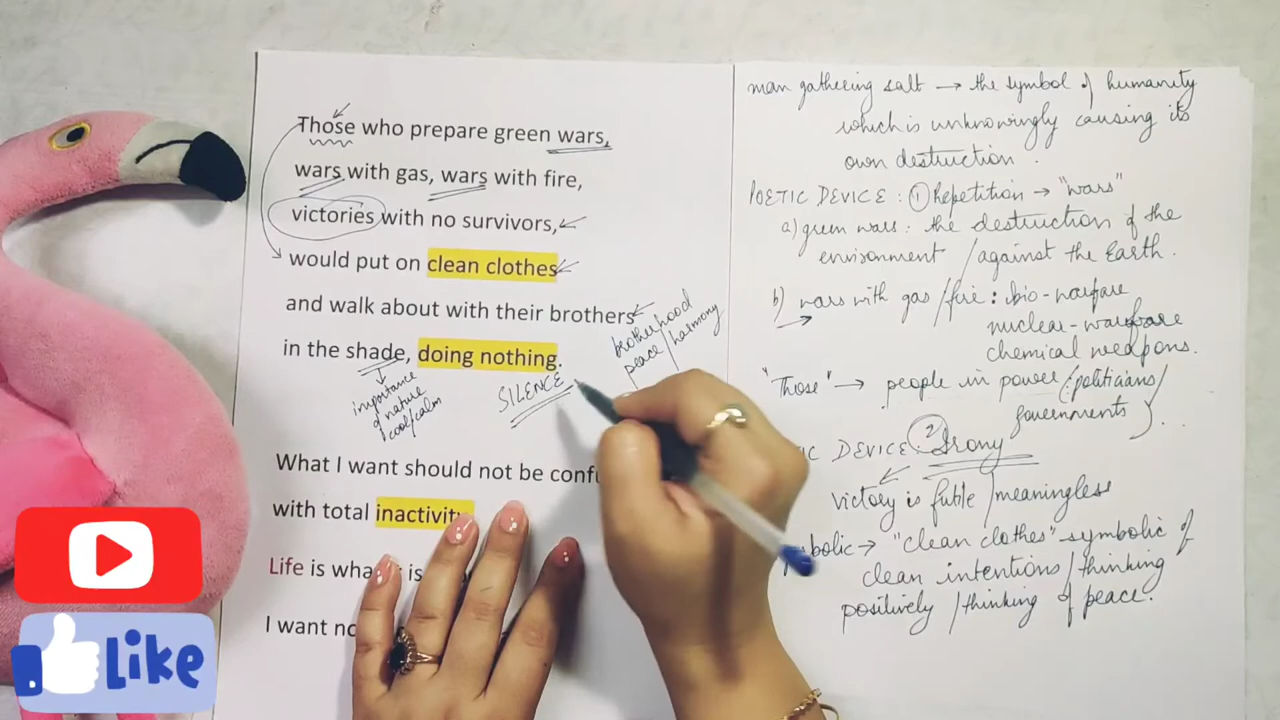 Those who prepare green wars,
wars with gas, wars with fire,
victories with no survivors,
would put on clean clothes
and walk about with their brothers
in the shade, doing nothing.
brotherhood
peace/harmony
importance
of nature
cool/calm
SILENCE
What I want should not be confu
with total inactivity
Life is wha is
I want no
man gathering salt → the symbol of humanity
which is unknowingly causing its
own destruction.
POETIC DEVICE: ① Repetition → "wars"
a) green wars: the destruction of the
environment / against the Earth.
b) wars with gas/fire: bio-warfare
nuclear-warfare
chemical weapons.
"Those" → people in power (politicians/
governments)...
TIC DEVICE: ② Irony
victory is futile/meaningless
bolic → "clean clothes" symbolic of
clean intentions/thinking
positively/thinking of peace.
Like